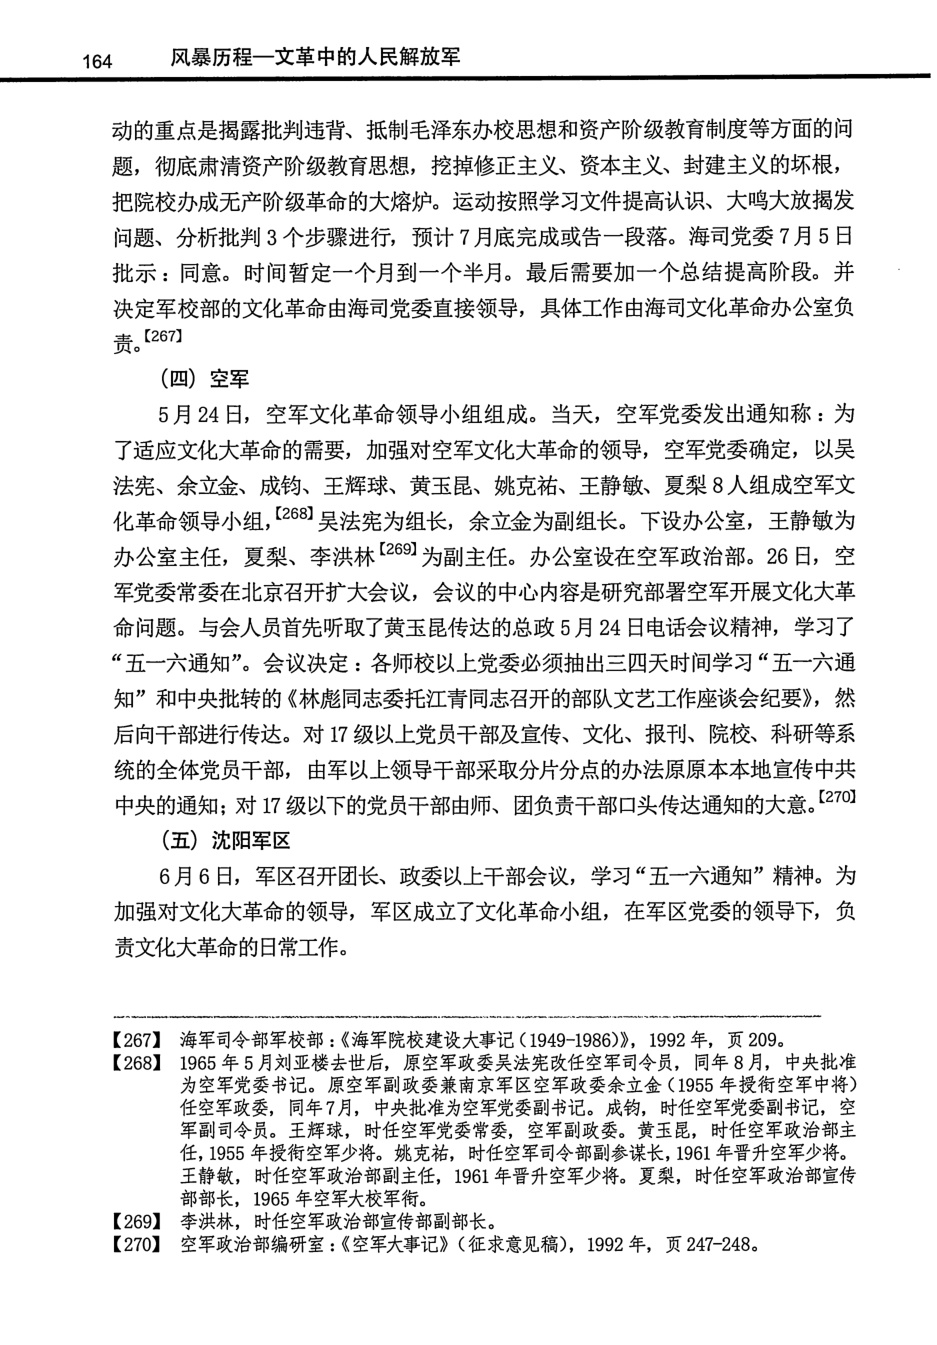 164 风暴历程—文革中的人民解放军
动的重点是揭露批判违背、抵制毛泽东办校思想和资产阶级教育制度等方面的问
题，彻底肃清资产阶级教育思想，挖掉修正主义、资本主义、封建主义的坏根，
把院校办成无产阶级革命的大熔炉。运动按照学习文件提高认识、大鸣大放揭发
问题、分析批判 3 个步骤进行，预计 7 月底完成或告一段落。海司党委 7 月 5 日
批示：同意。时间暂定一个月到一个半月。最后需要加一个总结提高阶段。并
决定军校部的文化革命由海司党委直接领导，具体工作由海司文化革命办公室负
责。【267】
（四）空军
5 月 24 日，空军文化革命领导小组组成。当天，空军党委发出通知称：为
了适应文化大革命的需要，加强对空军文化大革命的领导，空军党委确定，以吴
法宪、余立金、成钧、王辉球、黄玉昆、姚克祐、王静敏、夏梨 8 人组成空军文
化革命领导小组，【268】吴法宪为组长，余立金为副组长。下设办公室，王静敏为
办公室主任，夏梨、李洪林【269】为副主任。办公室设在空军政治部。26 日，空
军党委常委在北京召开扩大会议，会议的中心内容是研究部署空军开展文化大革
命问题。与会人员首先听取了黄玉昆传达的总政 5 月 24 日电话会议精神，学习了
“五一六通知”。会议决定：各师校以上党委必须抽出三四天时间学习“五一六通
知”和中央批转的《林彪同志委托江青同志召开的部队文艺工作座谈会纪要》，然
后向干部进行传达。对 17 级以上党员干部及宣传、文化、报刊、院校、科研等系
统的全体党员干部，由军以上领导干部采取分片分点的办法原原本本地宣传中共
中央的通知；对 17 级以下的党员干部由师、团负责干部口头传达通知的大意。【270】
（五）沈阳军区
6 月 6 日，军区召开团长、政委以上干部会议，学习“五一六通知”精神。为
加强对文化大革命的领导，军区成立了文化革命小组，在军区党委的领导下，负
责文化大革命的日常工作。
【267】 海军司令部军校部：《海军院校建设大事记（1949-1986）》，1992 年，页 209。
【268】 1965 年 5 月刘亚楼去世后，原空军政委吴法宪改任空军司令员，同年 8 月，中央批准
为空军党委书记。原空军副政委兼南京军区空军政委余立金（1955 年授衔空军中将）
任空军政委，同年 7 月，中央批准为空军党委副书记。成钧，时任空军党委副书记，空
军副司令员。王辉球，时任空军党委常委，空军副政委。黄玉昆，时任空军政治部主
任，1955 年授衔空军少将。姚克祐，时任空军司令部副参谋长，1961 年晋升空军少将。
王静敏，时任空军政治部副主任，1961 年晋升空军少将。夏梨，时任空军政治部宣传
部部长，1965 年空军大校军衔。
【269】 李洪林，时任空军政治部宣传部副部长。
【270】 空军政治部编研室：《空军大事记》（征求意见稿），1992 年，页 247-248。